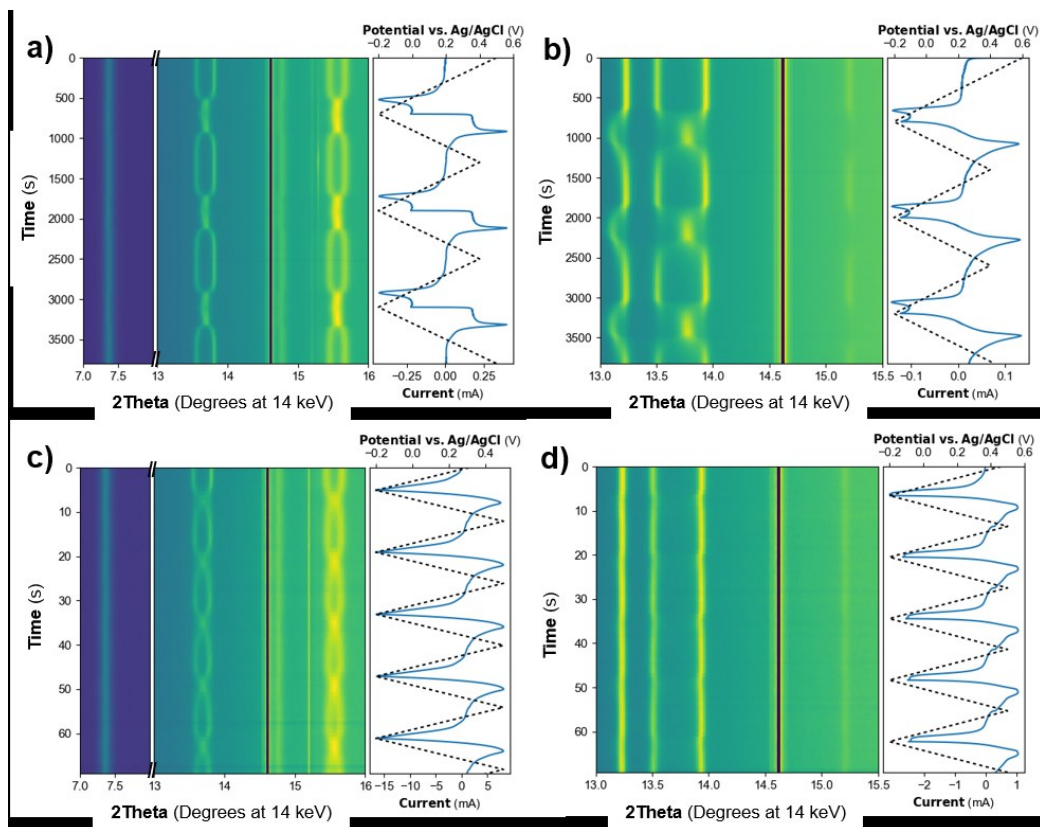 a)
Potential vs. Ag/AgCl (V)
−0.2 0.0 0.2 0.4 0.6
0
500
1000
1500
2000
2500
3000
3500
Time (s)
7.0 7.5 13 14 15 16
−0.25 0.00 0.25
2Theta (Degrees at 14 keV)
Current (mA)
b)
Potential vs. Ag/AgCl (V)
−0.2 0.0 0.2 0.4 0.6
0
500
1000
1500
2000
2500
3000
3500
Time (s)
13.0 13.5 14.0 14.5 15.0 15.5
−0.1 0.0 0.1
2Theta (Degrees at 14 keV)
Current (mA)
c)
Potential vs. Ag/AgCl (V)
−0.2 0.0 0.2 0.4
0
10
20
30
40
50
60
Time (s)
7.0 7.5 13 14 15 16
−15 −10 −5 0 5
2Theta (Degrees at 14 keV)
Current (mA)
d)
Potential vs. Ag/AgCl (V)
−0.2 0.0 0.2 0.4 0.6
0
10
20
30
40
50
60
Time (s)
13.0 13.5 14.0 14.5 15.0 15.5
−2 −1 0 1
2Theta (Degrees at 14 keV)
Current (mA)